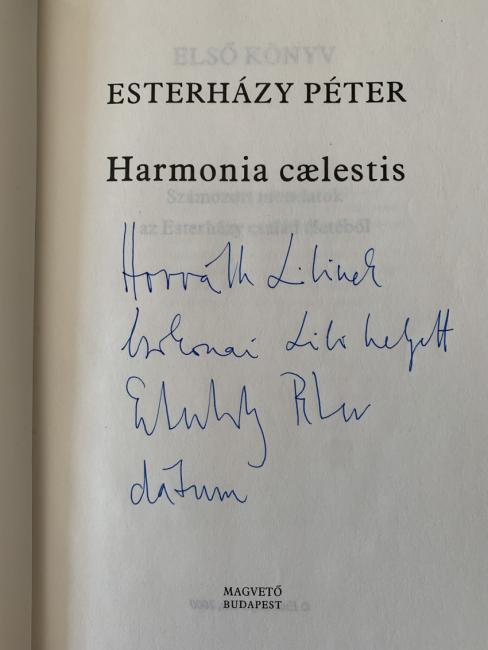 ELSŐ KÖNYV
ESTERHÁZY PÉTER
Harmonia cælestis
Számozott mondatok
az Esterházy család életéből
Horváth Lilinek
Csokonai Lili helyett
Esterházy Péter
dátum
MAGVETŐ
BUDAPEST